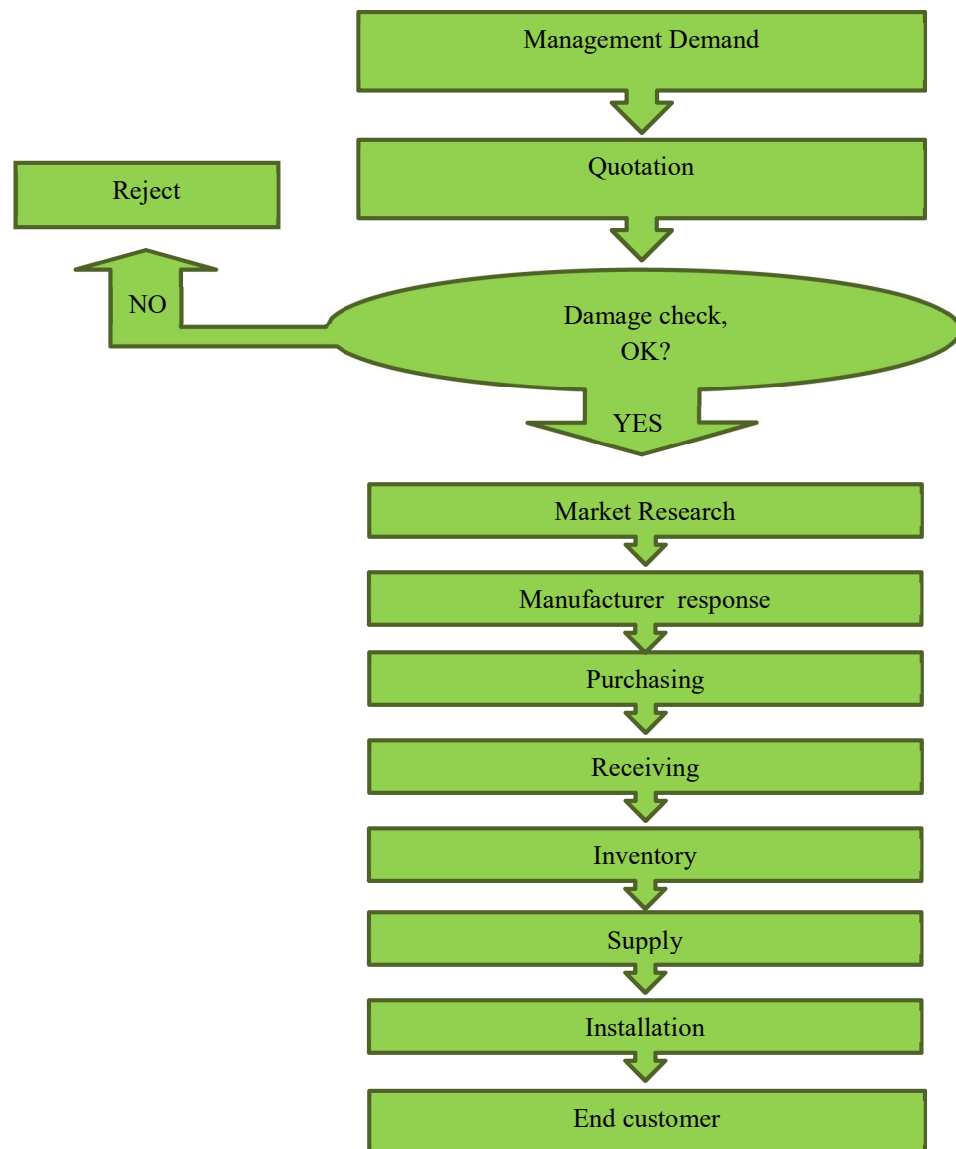 Management Demand
Quotation
Reject
NO
Damage check,
OK?
YES
Market Research
Manufacturer  response
Purchasing
Receiving
Inventory
Supply
Installation
End customer